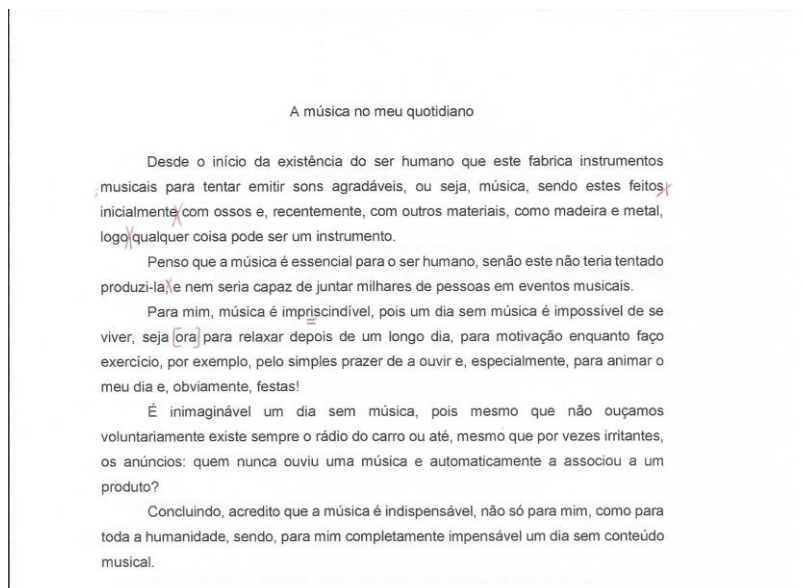 A música no meu quotidiano
Desde o início da existência do ser humano que este fabrica instrumentos
musicais para tentar emitir sons agradáveis, ou seja, música, sendo estes feitos
inicialmente com ossos e, recentemente, com outros materiais, como madeira e metal,
logo qualquer coisa pode ser um instrumento.
Penso que a música é essencial para o ser humano, senão este não teria tentado
produzi-la, e nem seria capaz de juntar milhares de pessoas em eventos musicais.
Para mim, música é impriscindível, pois um dia sem música é impossível de se
viver, seja [ora] para relaxar depois de um longo dia, para motivação enquanto faço
exercício, por exemplo, pelo simples prazer de a ouvir e, especialmente, para animar o
meu dia e, obviamente, festas!
É inimaginável um dia sem música, pois mesmo que não ouçamos
voluntariamente existe sempre o rádio do carro ou até, mesmo que por vezes irritantes,
os anúncios: quem nunca ouviu uma música e automaticamente a associou a um
produto?
Concluindo, acredito que a música é indispensável, não só para mim, como para
toda a humanidade, sendo, para mim completamente impensável um dia sem conteúdo
musical.